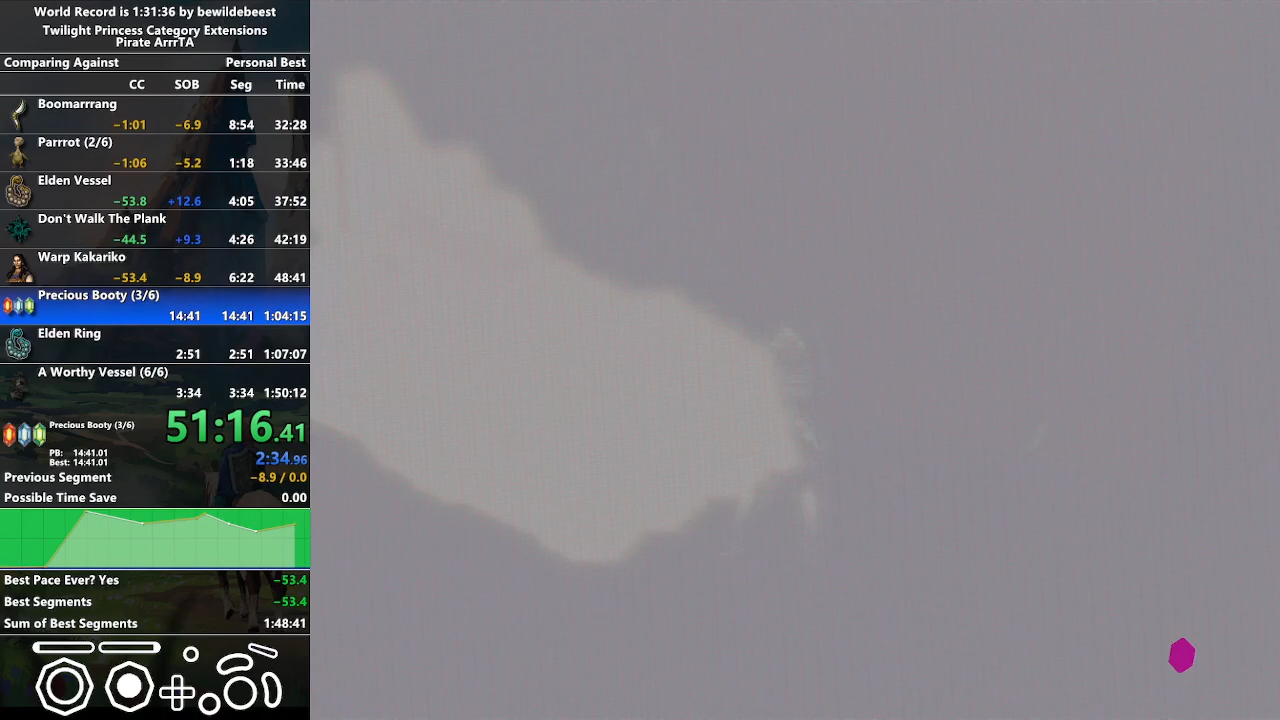 World Record is 1:31:36 by bewildebeest
Twilight Princess Category Extensions
Pirate ArrrTA
Comparing Against Personal Best
CC SOB Seg Time
Boomarrrang
−1:01 −6.9 8:54 32:28
Parrrot (2/6)
−1:06 −5.2 1:18 33:46
Elden Vessel
−53.8 +12.6 4:05 37:52
Don't Walk The Plank
−44.5 +9.3 4:26 42:19
Warp Kakariko
−53.4 −8.9 6:22 48:41
Precious Booty (3/6)
14:41 14:41 1:04:15
Elden Ring
2:51 2:51 1:07:07
A Worthy Vessel (6/6)
3:34 3:34 1:50:12
Precious Booty (3/6) 51:16.41
PB: 14:41.01
Best: 14:41.01 2:34.96
Previous Segment −8.9 / 0.0
Possible Time Save 0.00
Best Pace Ever? Yes −53.4
Best Segments −53.4
Sum of Best Segments 1:48:41